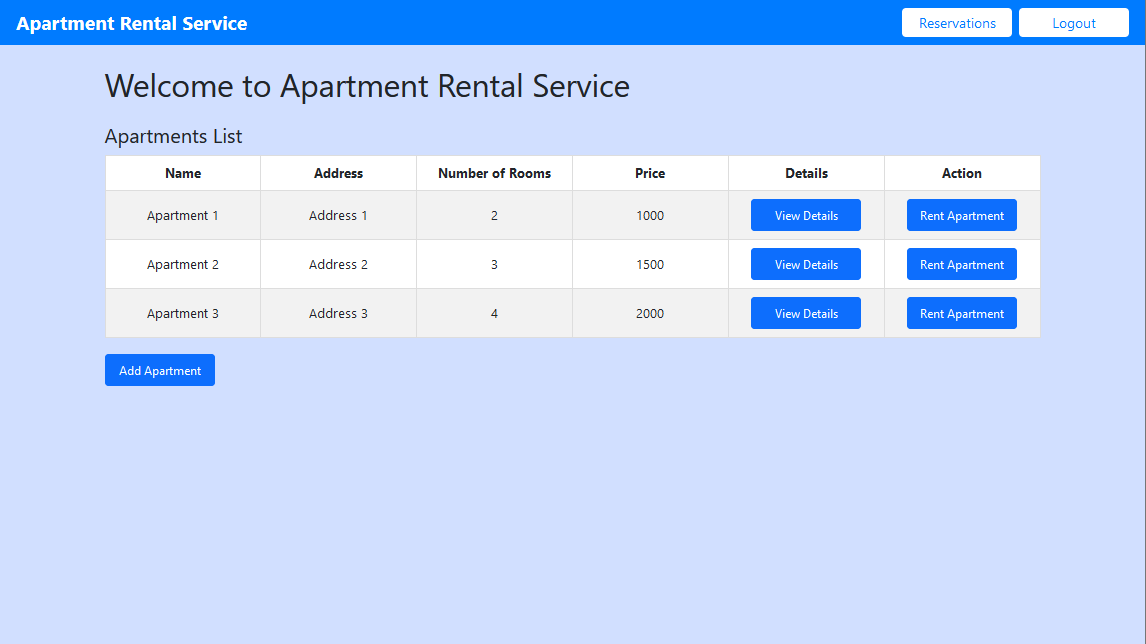 Apartment Rental Service Reservations Logout
Welcome to Apartment Rental Service
Apartments List
Name Address Number of Rooms Price Details Action
Apartment 1 Address 1 2 1000 View Details Rent Apartment
Apartment 2 Address 2 3 1500 View Details Rent Apartment
Apartment 3 Address 3 4 2000 View Details Rent Apartment
Add Apartment